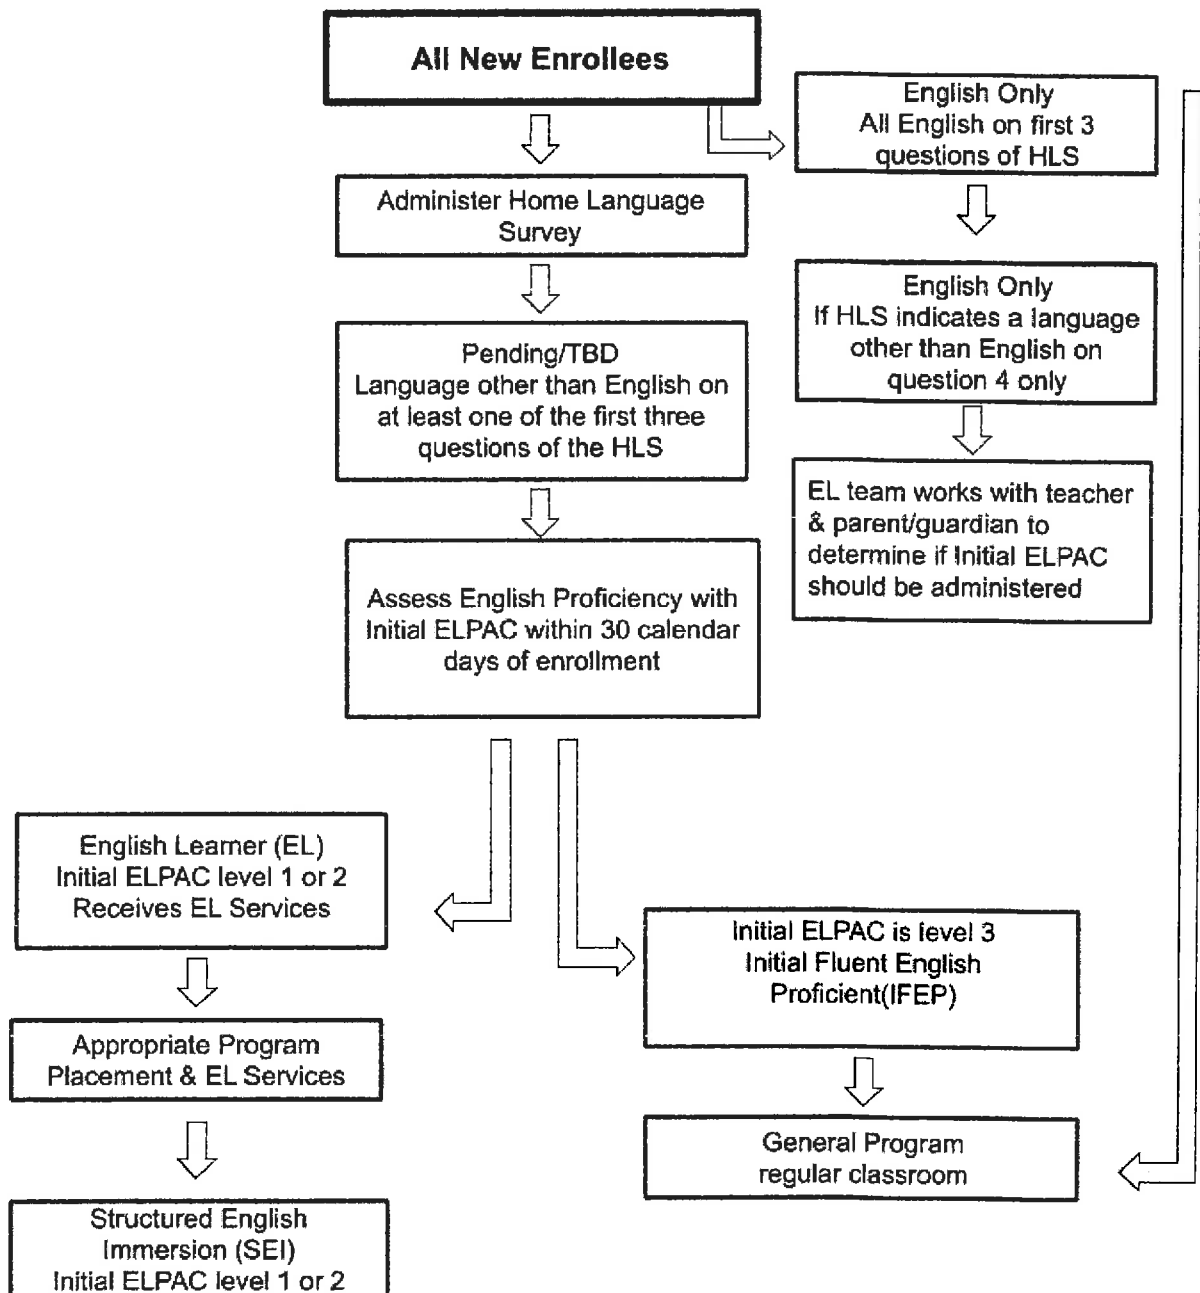 All New Enrollees
English Only
All English on first 3
questions of HLS
Administer Home Language
Survey
English Only
If HLS indicates a language
other than English on
question 4 only
Pending/TBD
Language other than English on
at least one of the first three
questions of the HLS
EL team works with teacher
& parent/guardian to
determine if Initial ELPAC
should be administered
Assess English Proficiency with
Initial ELPAC within 30 calendar
days of enrollment
English Learner (EL)
Initial ELPAC level 1 or 2
Receives EL Services
Initial ELPAC is level 3
Initial Fluent English
Proficient(IFEP)
Appropriate Program
Placement & EL Services
General Program
regular classroom
Structured English
Immersion (SEI)
Initial ELPAC level 1 or 2